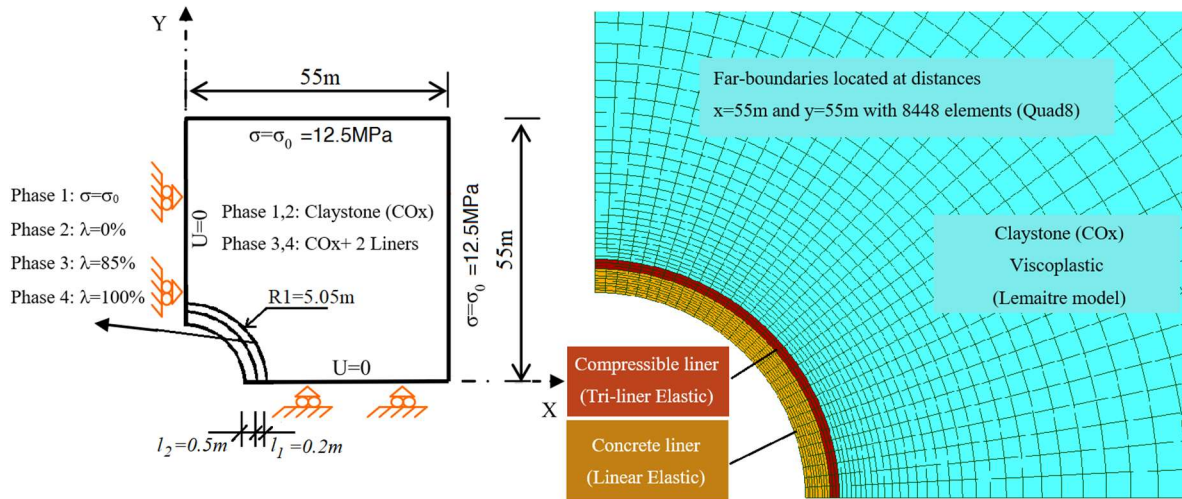 Y
55m
σ=σ₀ =12.5MPa
Phase 1: σ=σ₀
Phase 2: λ=0%
Phase 3: λ=85%
Phase 4: λ=100%
U=0
Phase 1,2: Claystone (COx)
Phase 3,4: COx+ 2 Liners
R1=5.05m
U=0
σ=σ₀ =12.5MPa
55m
X
l₂=0.5m
l₁=0.2m
Far-boundaries located at distances
x=55m and y=55m with 8448 elements (Quad8)
Claystone (COx)
Viscoplastic
(Lemaitre model)
Compressible liner
(Tri-liner Elastic)
Concrete liner
(Linear Elastic)